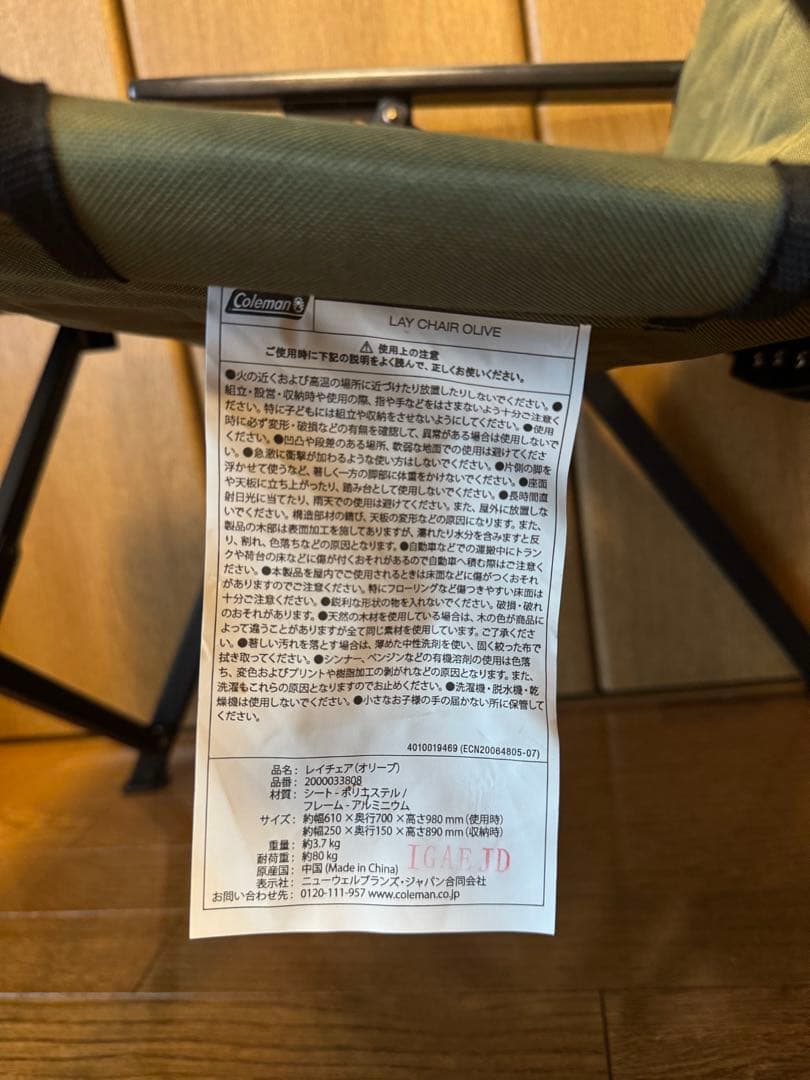 Coleman
LAY CHAIR OLIVE
⚠ 使用上の注意
ご使用時に下記の説明をよく読んで、正しくお使いください。
●火の近くおよび高温の場所に近づけたり放置したりしないでください。●
組立・設営・収納時や使用の際、指や手などをはさまないよう十分ご注意く
ださい。特に子どもには組立や収納をさせないようにしてください。●使用
時に必ず変形・破損などの有無を確認して、異常がある場合は使用しないで
ください。●凹凸や段差のある場所、軟弱な地面での使用は避けてくださ
い。●急激に衝撃が加わるような使い方はしないでください。●片側の脚を
浮かせて使うなど、著しく一方の脚部に体重をかけないでください。●座面
や天板に立ち上がったり、踏み台として使用しないでください。●長時間直
射日光に当てたり、雨天での使用は避けてください。また、屋外に放置しな
いでください。構造部材の錆び、天板の変形などの原因になります。また、
製品の木部は表面加工を施してありますが、濡れたり水分を含みますと反
り、割れ、色落ちなどの原因となります。●自動車などでの運搬中にトラン
クや荷台の床などに傷が付くおそれがあるので自動車へ積む際はご注意く
ださい。●本製品を屋内でご使用されるときは床面などに傷がつくおそれ
がありますのでご注意ください。特にフローリングなど傷つきやすい床面は
十分ご注意ください。●鋭利な形状の物を入れないでください。破損・破れ
のおそれがあります。●天然の木材を使用している場合は、木の色が商品に
よって違うことがありますが全て同じ素材を使用しています。ご了承くださ
い。●著しい汚れを落とす場合は、薄めた中性洗剤を使い、固く絞った布で
拭き取ってください。●シンナー、ベンジンなどの有機溶剤の使用は色落
ち、変色およびプリントや樹脂加工の剥がれなどの原因となります。また、
洗濯もこれらの原因となりますのでお止めください。●洗濯機・脱水機・乾
燥機は使用しないでください。●小さなお子様の手の届かない所に保管して
ください。
4010019469 (ECN20064805-07)
品名：レイチェア（オリーブ）
品番：2000033808
材質：シート - ポリエステル /
フレーム - アルミニウム
サイズ：約幅610×奥行700×高さ980 mm（使用時）
約幅250×奥行150×高さ890 mm（収納時）
重量：約3.7 kg
耐荷重：約80 kg
IGAEJD
原産国：中国 (Made in China)
表示社：ニューウェルブランズ・ジャパン合同会社
お問い合わせ先：0120-111-957 www.coleman.co.jp